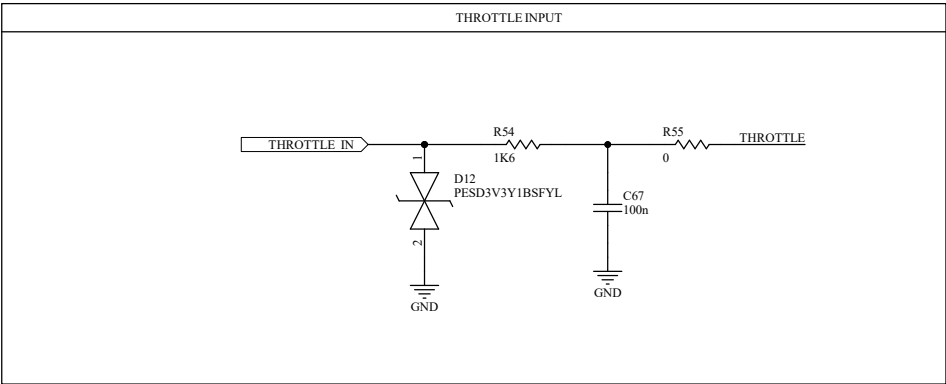 THROTTLE INPUT
THROTTLE IN
R54
1K6
R55
0
THROTTLE
1
D12
PESD3V3Y1BSFYL
2
C67
100n
GND
GND